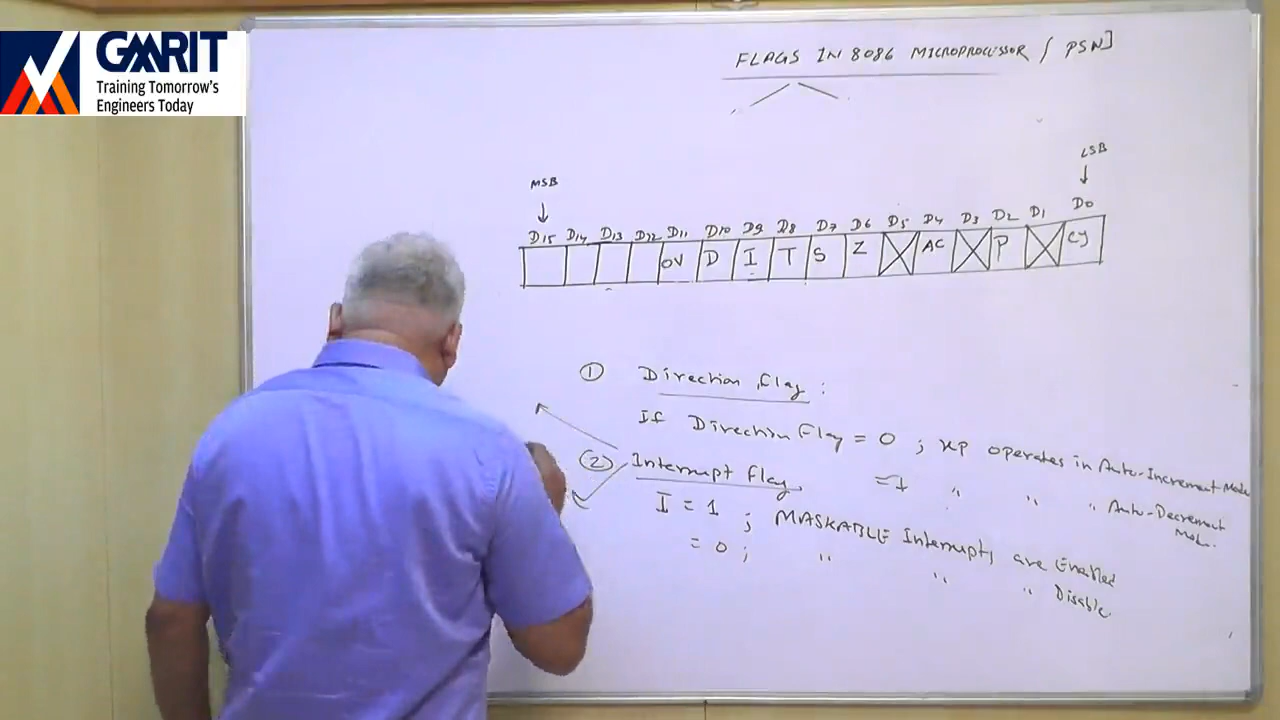 GMRIT
Training Tomorrow's
Engineers Today
FLAGS IN 8086 MICROPROCESSOR / PSW]
LSB
MSB
D15 D14 D13 D12 D11 D10 D9 D8 D7 D6 D5 D4 D3 D2 D1 D0
OV D I T S Z AC P CY
① Direction Flag :
If Direction Flag = 0 ; μp operates in Auto-Increment Mode
=1 " " " Auto-Decrement Mode.
(2) Interrupt Flag
I = 1 ; MASKABLE Interrupts are Enabled
= 0 ; " " " Disable